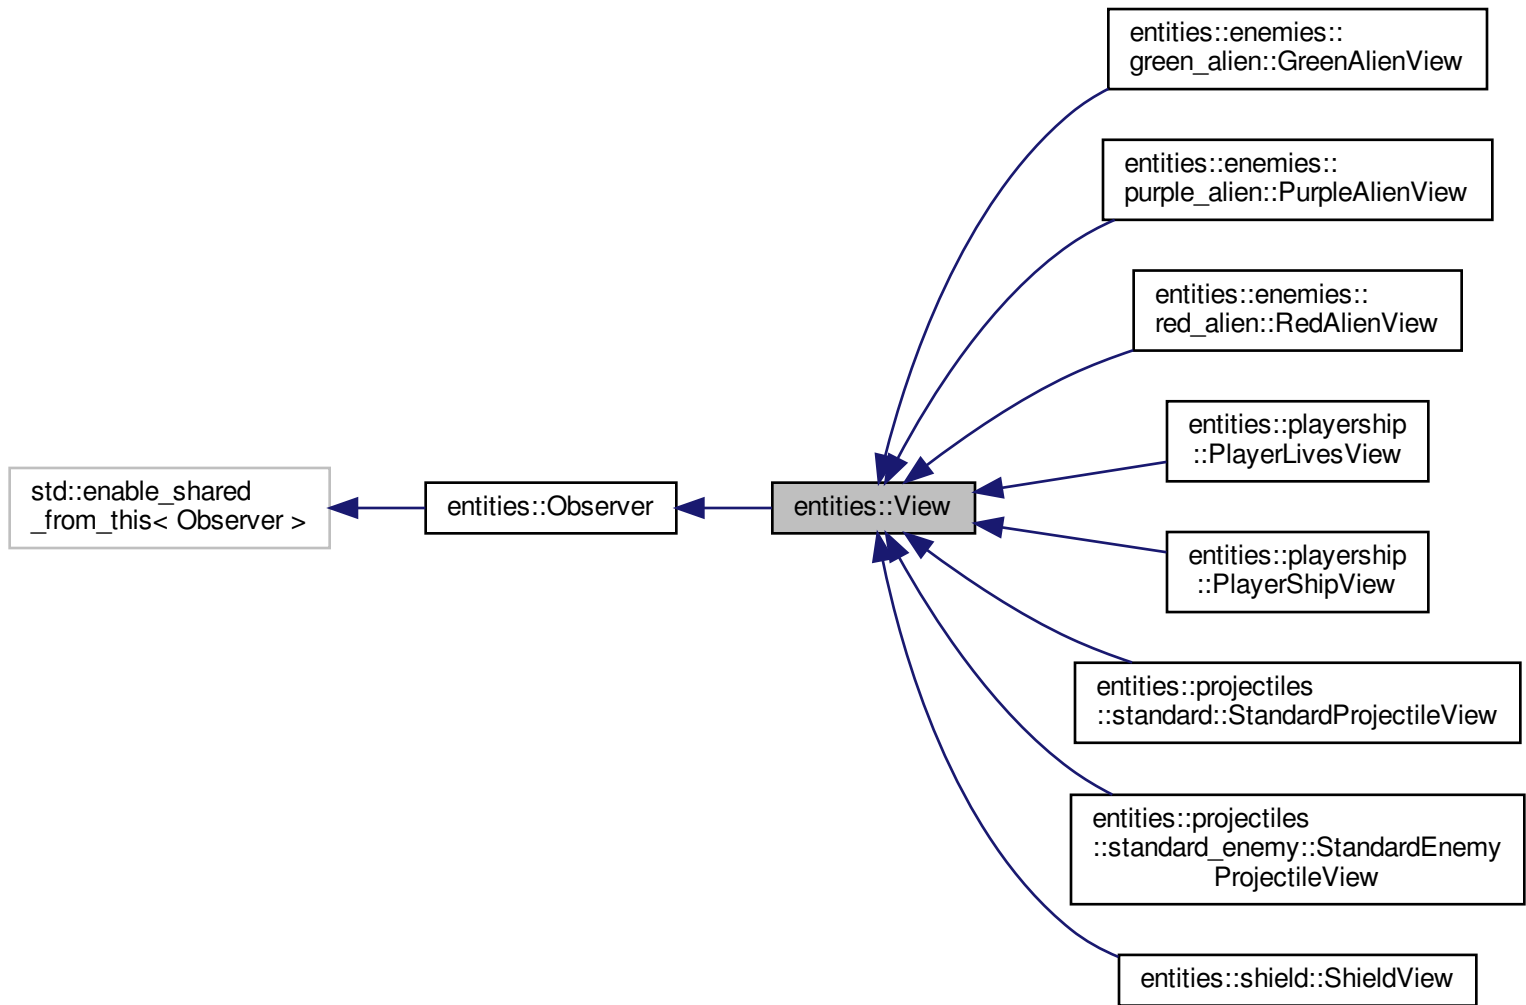 entities::enemies::
green_alien::GreenAlienView
entities::enemies::
purple_alien::PurpleAlienView
entities::enemies::
red_alien::RedAlienView
entities::playership
::PlayerLivesView
std::enable_shared
_from_this< Observer >
entities::Observer
entities::View
entities::playership
::PlayerShipView
entities::projectiles
::standard::StandardProjectileView
entities::projectiles
::standard_enemy::StandardEnemy
ProjectileView
entities::shield::ShieldView